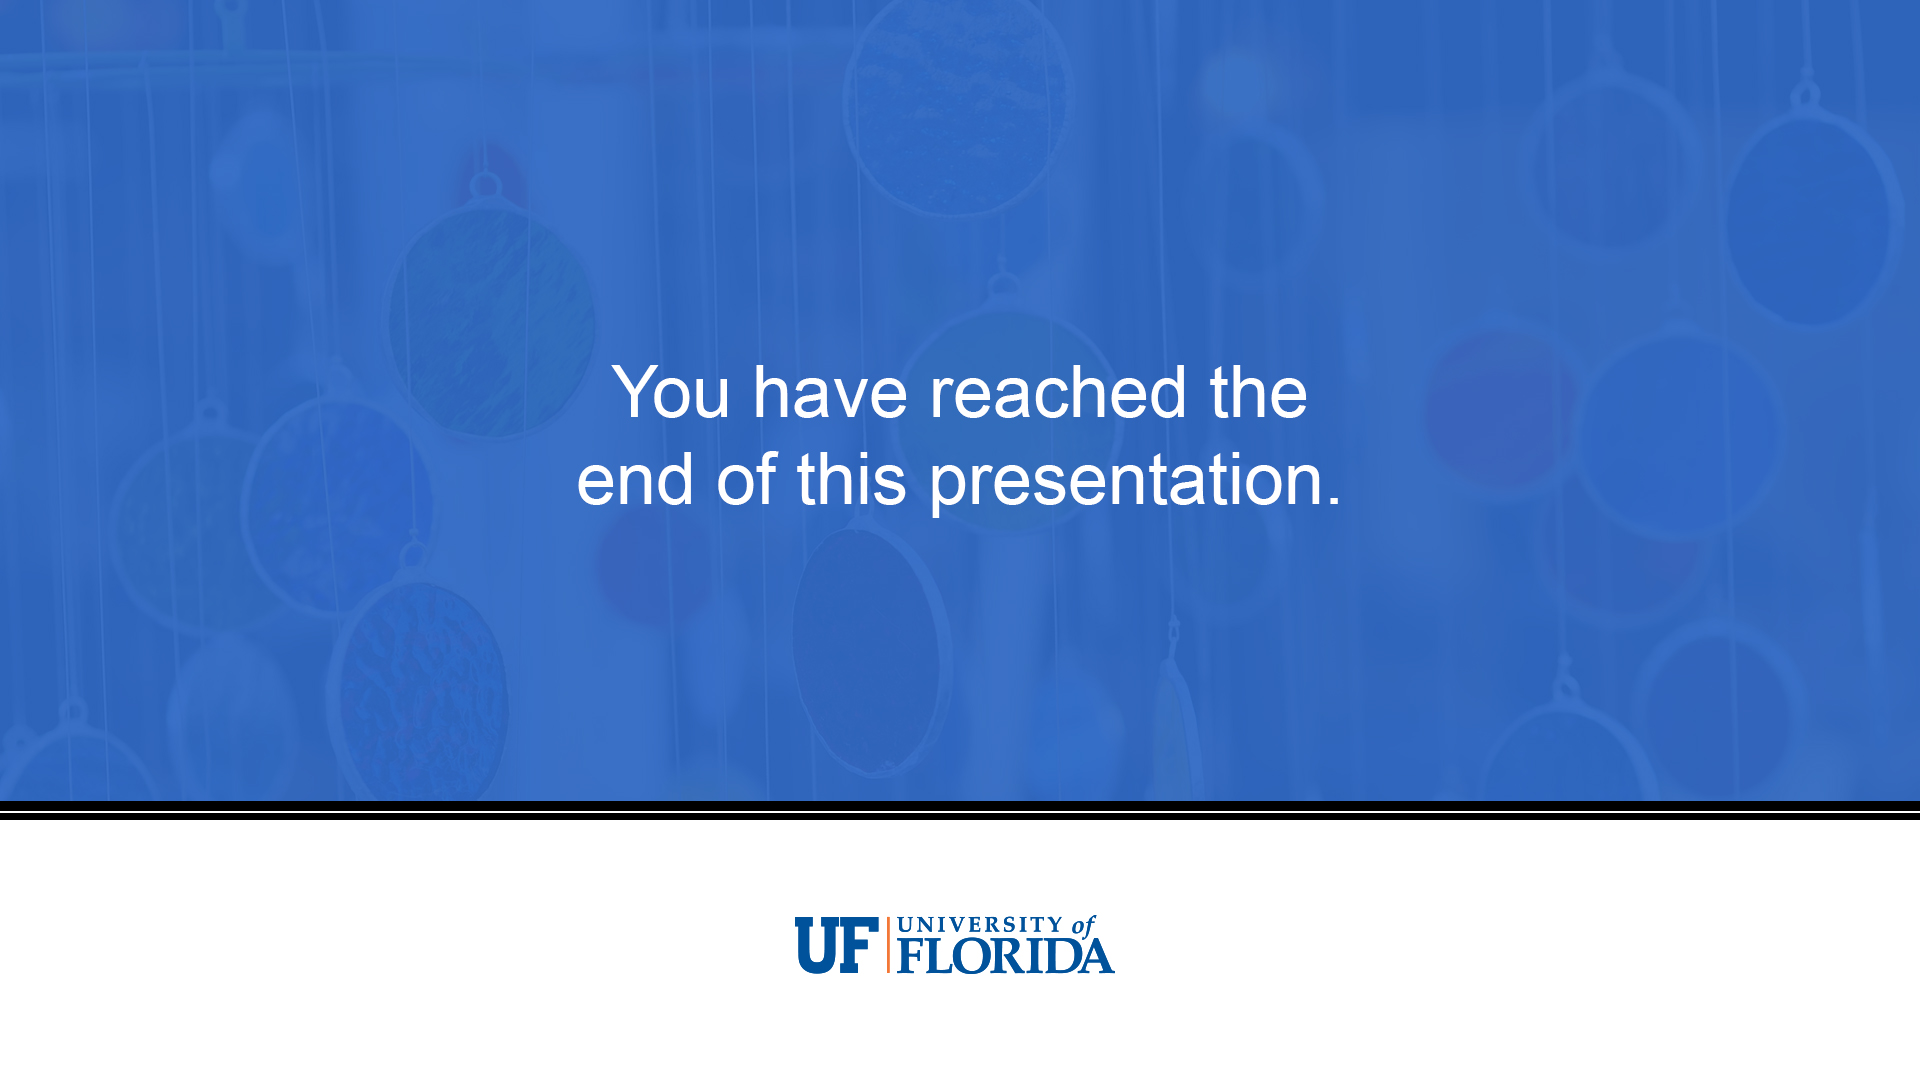 You have reached the
end of this presentation.
UF UNIVERSITY of
FLORIDA